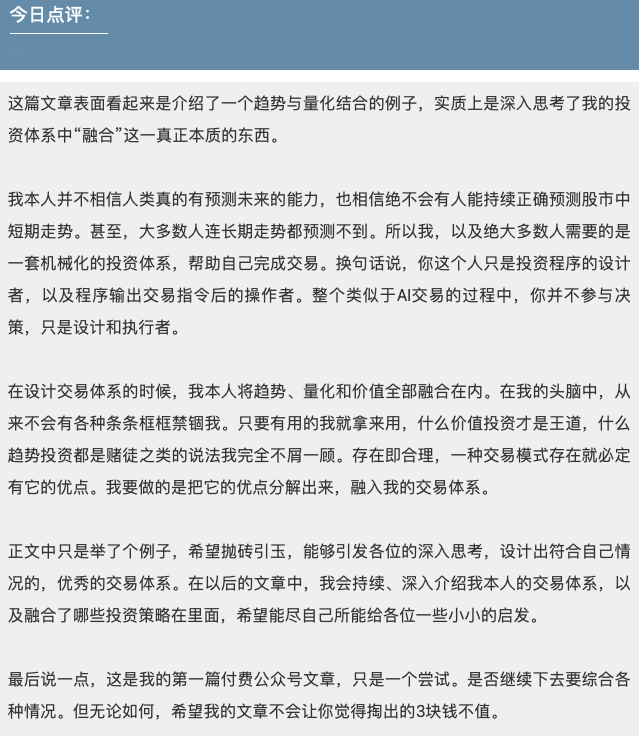 今日点评：
这篇文章表面看起来是介绍了一个趋势与量化结合的例子，实质上是深入思考了我的投
资体系中“融合”这一真正本质的东西。
我本人并不相信人类真的有预测未来的能力，也相信绝不会有人能持续正确预测股市中
短期走势。甚至，大多数人连长期走势都预测不到。所以我，以及绝大多数人需要的是
一套机械化的投资体系，帮助自己完成交易。换句话说，你这个人只是投资程序的设计
者，以及程序输出交易指令后的操作者。整个类似于AI交易的过程中，你并不参与决
策，只是设计和执行者。
在设计交易体系的时候，我本人将趋势、量化和价值全部融合在内。在我的头脑中，从
来不会有各种条条框框禁锢我。只要有用的我就拿来用，什么价值投资才是王道，什么
趋势投资都是赌徒之类的说法我完全不屑一顾。存在即合理，一种交易模式存在就必定
有它的优点。我要做的是把它的优点分解出来，融入我的交易体系。
正文中只是举了个例子，希望抛砖引玉，能够引发各位的深入思考，设计出符合自己情
况的，优秀的交易体系。在以后的文章中，我会持续、深入介绍我本人的交易体系，以
及融合了哪些投资策略在里面，希望能尽自己所能给各位一些小小的启发。
最后说一点，这是我的第一篇付费公众号文章，只是一个尝试。是否继续下去要综合各
种情况。但无论如何，希望我的文章不会让你觉得掏出的3块钱不值。